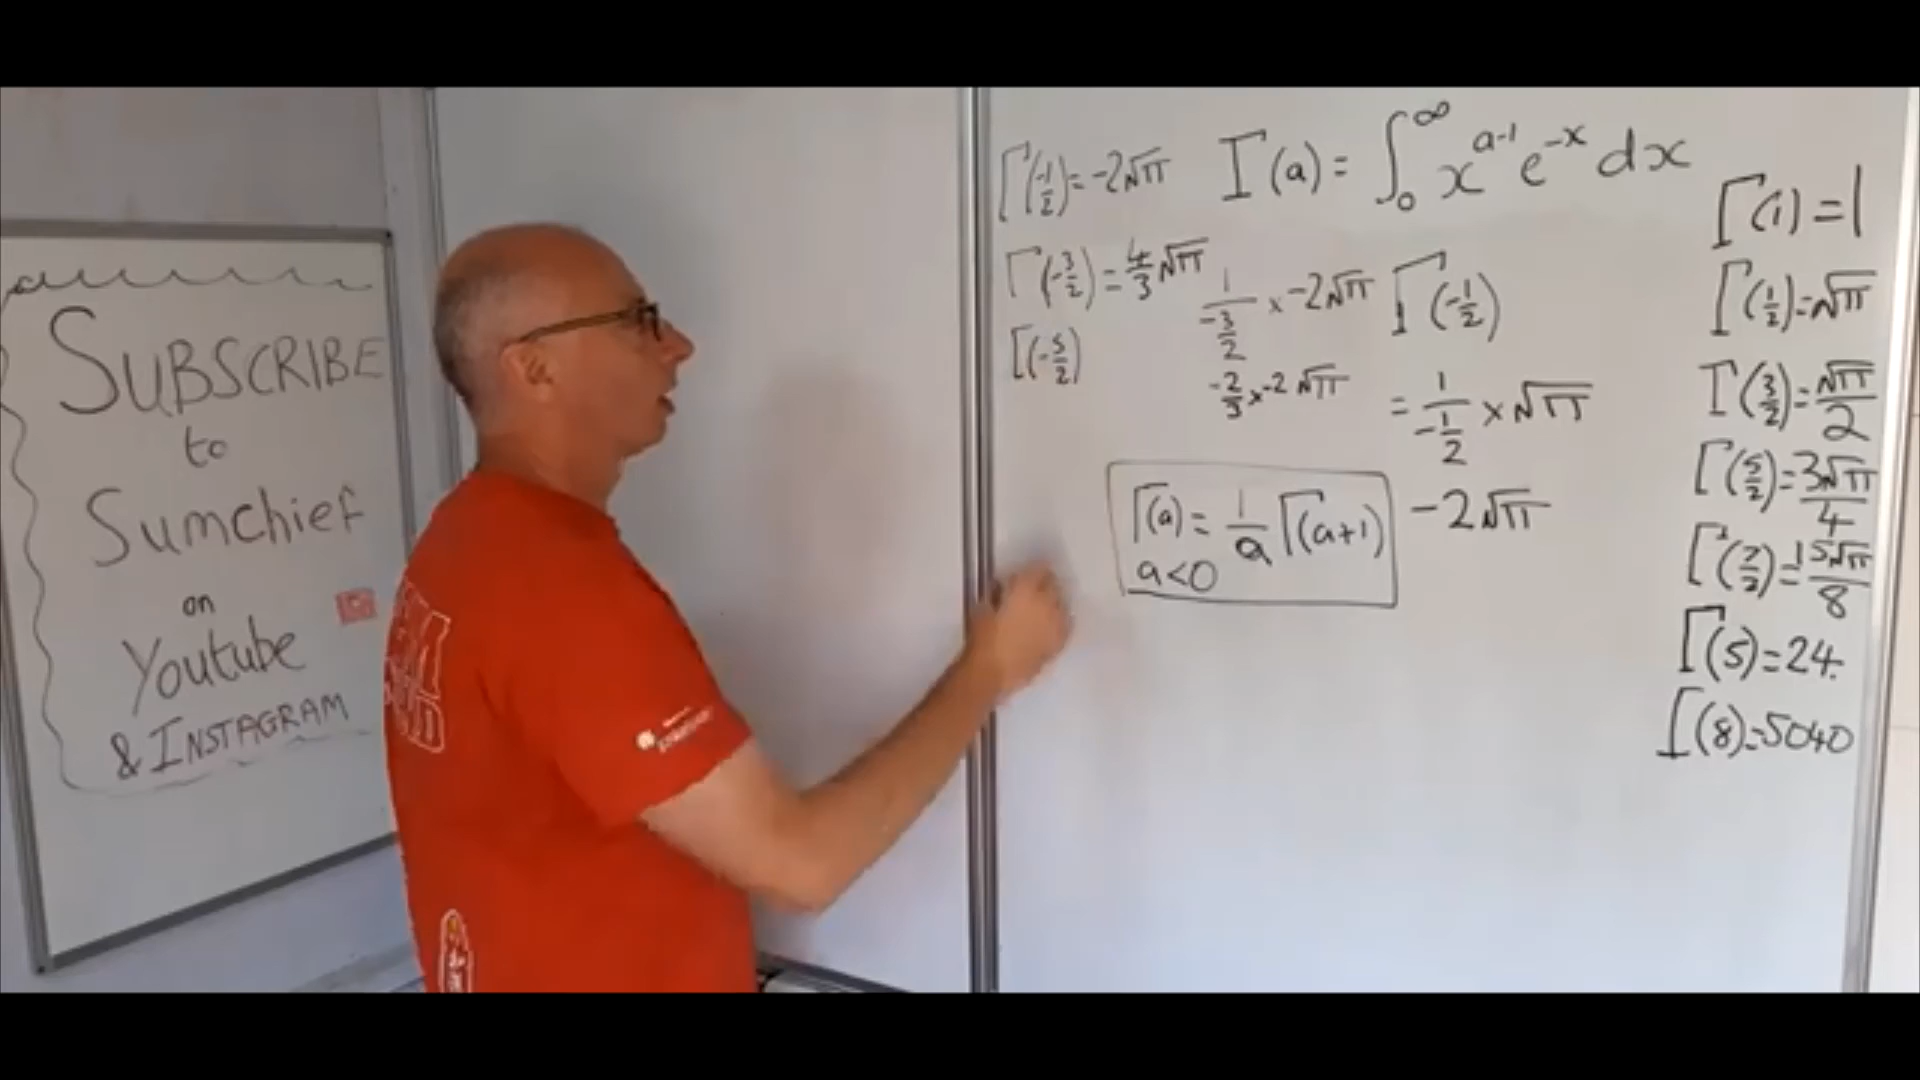 SUBSCRIBE
to
Sumchief
on
Youtube
& INSTAGRAM
Γ(-1/2) = -2√π
Γ(-3/2) = 4/3 √π
Γ(-5/2)
Γ(a) = ∫₀^∞ x^(a-1) e^(-x) dx
1/(-3/2) × -2√π
-2/3 × -2√π
Γ(-1/2)
= 1/(-1/2) × √π
-2√π
Γ(a) = 1/a Γ(a+1)
a<0
Γ(1) = 1
Γ(1/2) = √π
Γ(3/2) = √π/2
Γ(5/2) = 3√π/4
Γ(7/2) = 15√π/8
Γ(5) = 24.
Γ(8) = 5040